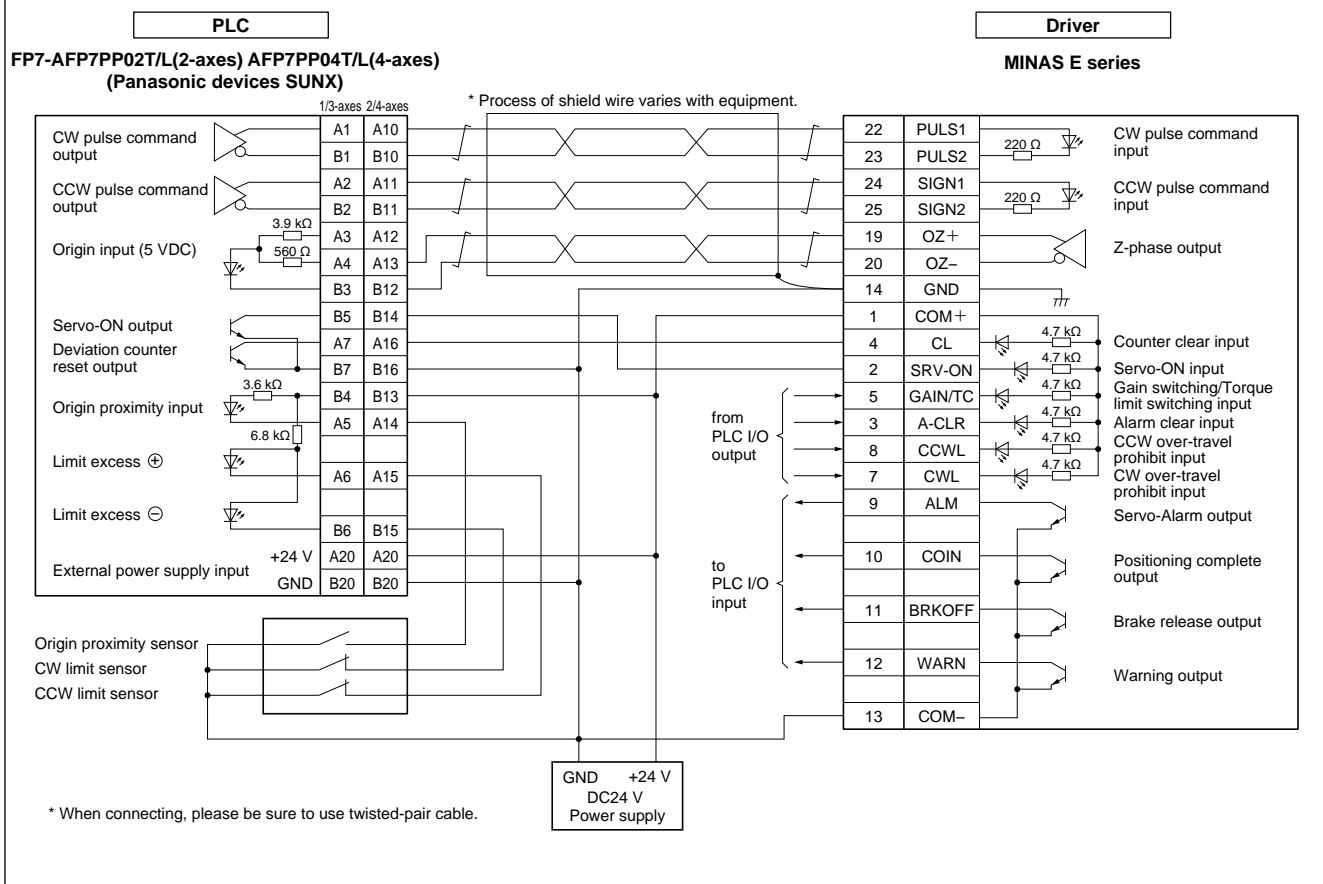 PLC
Driver
FP7-AFP7PP02T/L(2-axes) AFP7PP04T/L(4-axes)
(Panasonic devices SUNX)
MINAS E series
1/3-axes 2/4-axes
* Process of shield wire varies with equipment.
CW pulse command
output
A1 A10
B1 B10
22 PULS1
23 PULS2
220 Ω
CW pulse command
input
CCW pulse command
output
A2 A11
B2 B11
24 SIGN1
25 SIGN2
220 Ω
CCW pulse command
input
Origin input (5 VDC)
3.9 kΩ
560 Ω
A3 A12
A4 A13
B3 B12
19 OZ+
20 OZ−
Z-phase output
14 GND
Servo-ON output
B5 B14
1 COM+
Deviation counter
reset output
A7 A16
B7 B16
4 CL
4.7 kΩ
Counter clear input
2 SRV-ON
4.7 kΩ
Servo-ON input
Origin proximity input
3.6 kΩ
6.8 kΩ
B4 B13
A5 A14
from
PLC I/O
output
5 GAIN/TC
4.7 kΩ
Gain switching/Torque
limit switching input
3 A-CLR
4.7 kΩ
Alarm clear input
Limit excess ⊕
A6 A15
8 CCWL
4.7 kΩ
CCW over-travel
prohibit input
7 CWL
4.7 kΩ
CW over-travel
prohibit input
Limit excess ⊖
B6 B15
9 ALM
Servo-Alarm output
External power supply input
+24 V A20 A20
GND B20 B20
to
PLC I/O
input
10 COIN
Positioning complete
output
11 BRKOFF
Brake release output
Origin proximity sensor
CW limit sensor
CCW limit sensor
12 WARN
Warning output
13 COM−
GND +24 V
DC24 V
Power supply
* When connecting, please be sure to use twisted-pair cable.